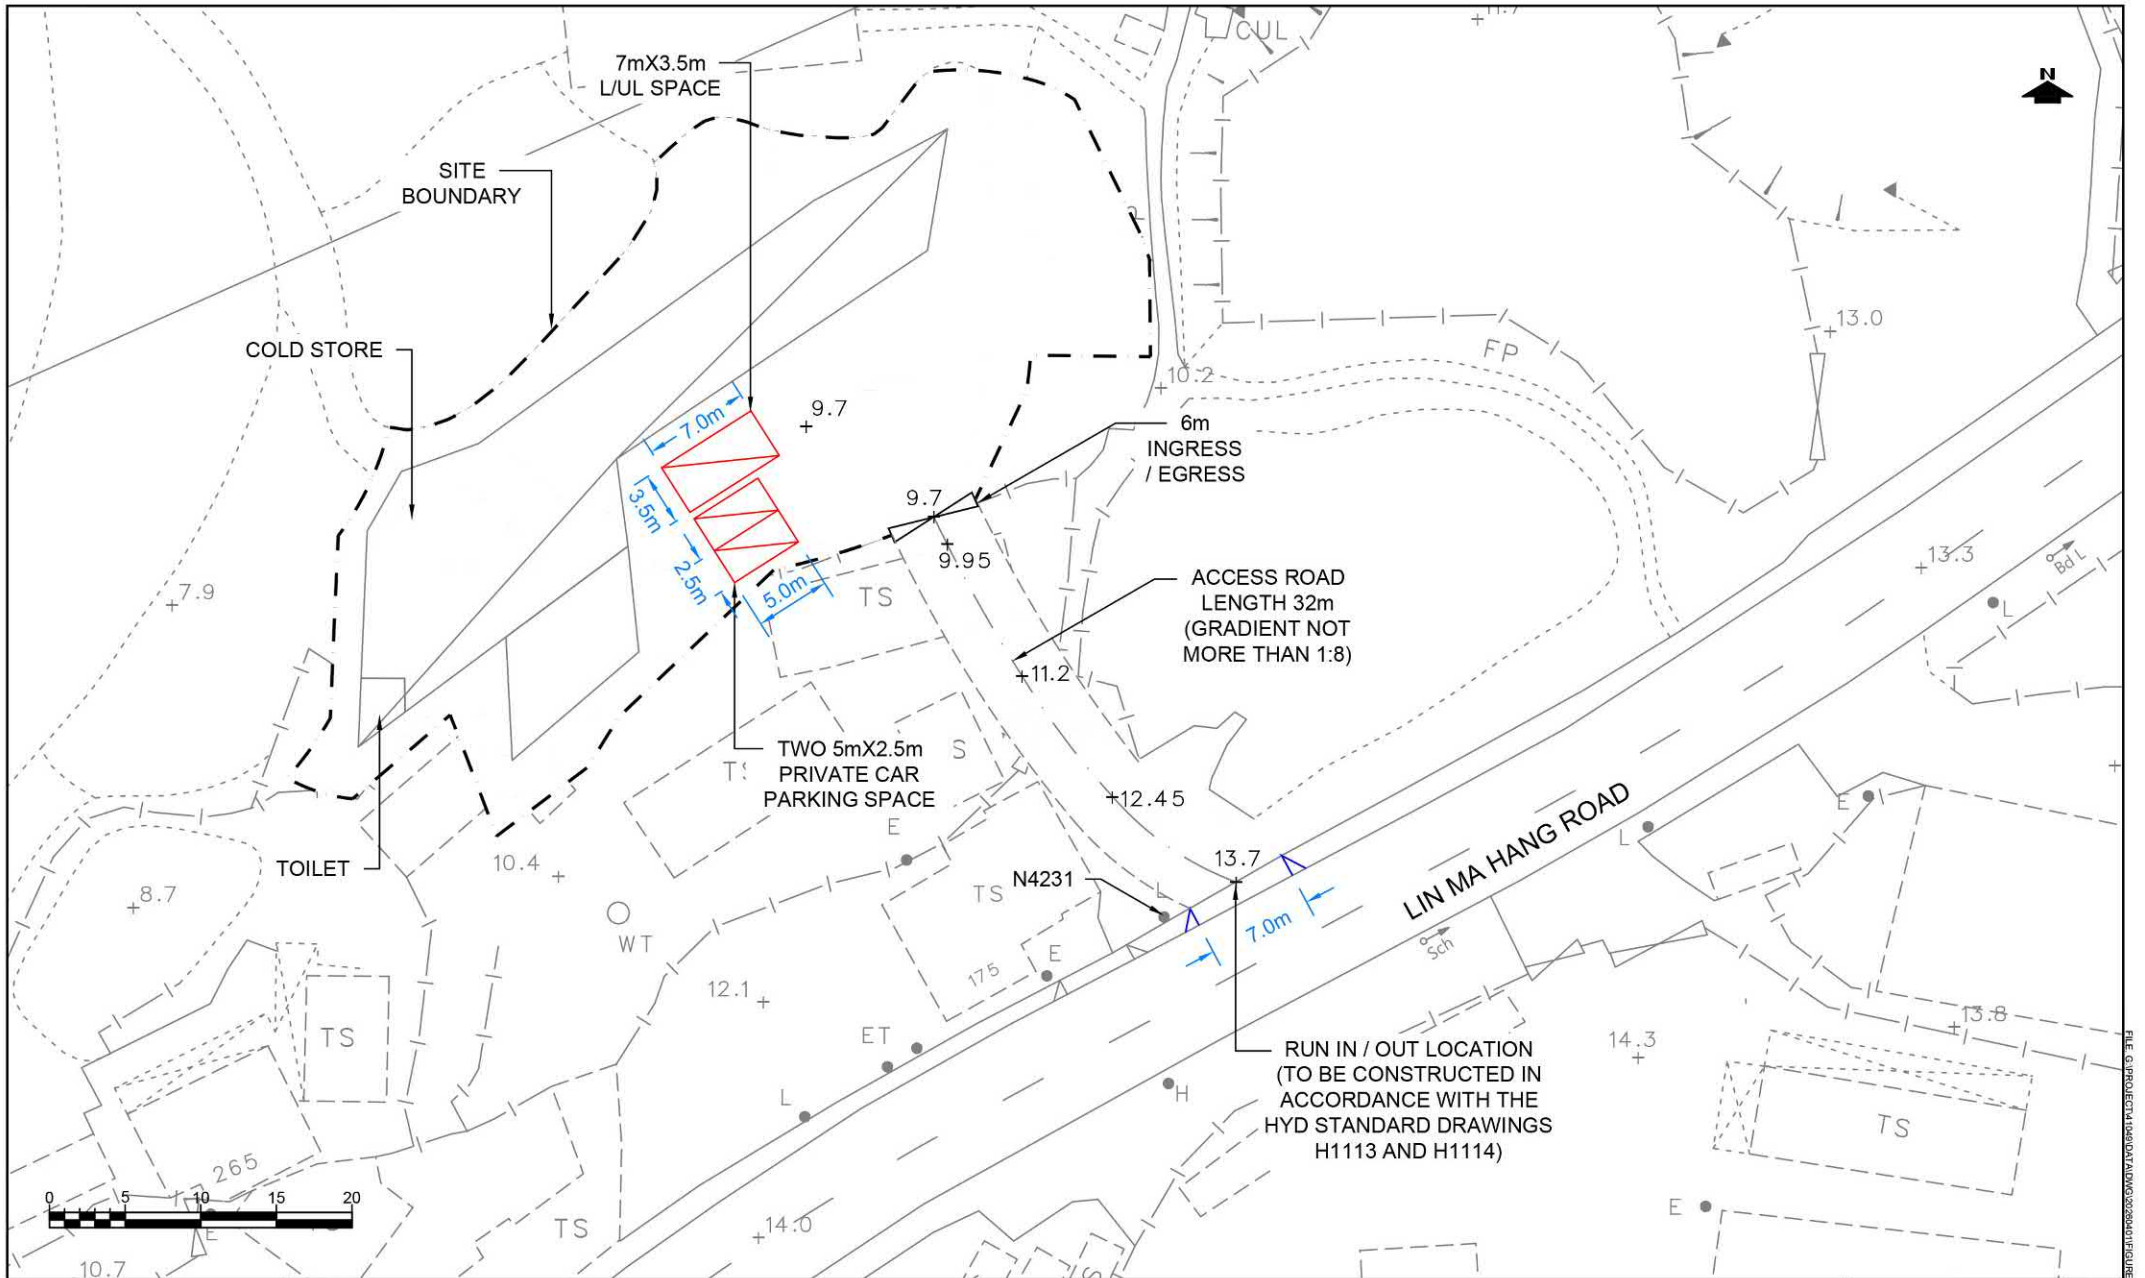 CUL
11.7
N
7mX3.5m
L/UL SPACE
SITE
BOUNDARY
COLD STORE
13.0
FP
10.2
7.0m
9.7
6m
INGRESS
/ EGRESS
3.5m
9.7
9.95
13.3
Bd L
2.5m
5.0m
TS
7.9
L
ACCESS ROAD
LENGTH 32m
(GRADIENT NOT
MORE THAN 1:8)
11.2
TWO 5mX2.5m
PRIVATE CAR
PARKING SPACE
S
12.45
LIN MA HANG ROAD
E
L
E
TOILET
10.4
13.7
N4231
L
TS
8.7
WT
7.0m
Sch
E
175
12.1
13.8
TS
ET
RUN IN / OUT LOCATION
(TO BE CONSTRUCTED IN
ACCORDANCE WITH THE
HYD STANDARD DRAWINGS
H1113 AND H1114)
14.3
H
L
TS
265
0 5 10 15 20
E
TS
14.0
E
10.7
S